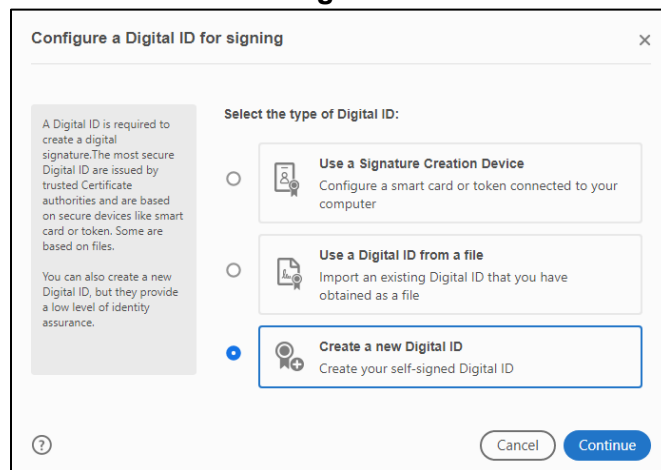 Configure a Digital ID for signing
A Digital ID is required to
create a digital
signature.The most secure
Digital ID are issued by
trusted Certificate
authorities and are based
on secure devices like smart
card or token. Some are
based on files.
You can also create a new
Digital ID, but they provide
a low level of identity
assurance.
Select the type of Digital ID:
Use a Signature Creation Device
Configure a smart card or token connected to your
computer
Use a Digital ID from a file
Import an existing Digital ID that you have
obtained as a file
Create a new Digital ID
Create your self-signed Digital ID
?
Cancel
Continue